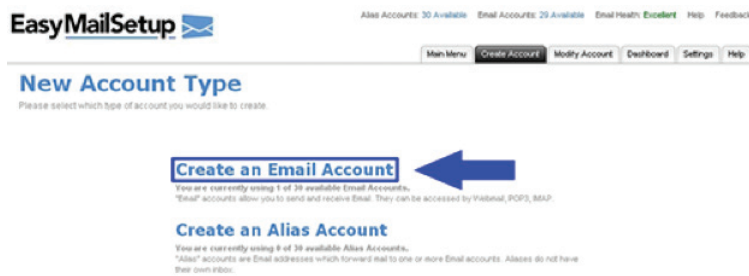 EasyMailSetup
Alias Accounts: 30 Available Email Accounts: 29 Available Email Health: Excellent Help Feedback
Main Menu Create Account Modify Account Dashboard Settings Help
New Account Type
Please select which type of account you would like to create.
Create an Email Account
You are currently using 1 of 30 available Email Accounts.
"Email" accounts allow you to send and receive Email. They can be accessed by Webmail, POP3, IMAP.
Create an Alias Account
You are currently using 0 of 30 available Alias Accounts.
"Alias" accounts are Email addresses which forward mail to one or more Email accounts. Aliases do not have
their own inbox.